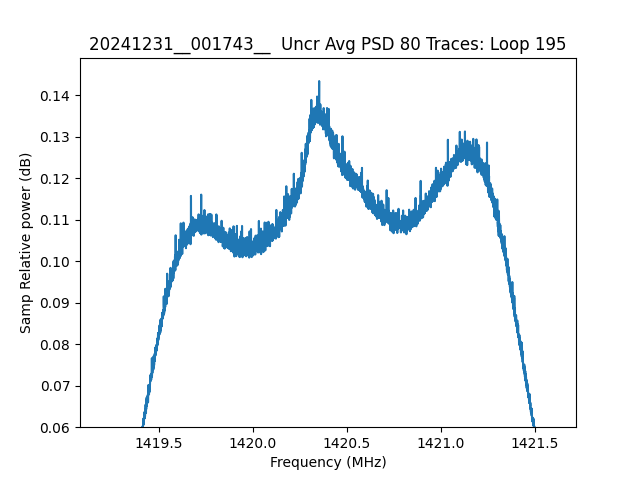 20241231__001743__  Uncr Avg PSD 80 Traces: Loop 195
Samp Relative power (dB)
0.14
0.13
0.12
0.11
0.10
0.09
0.08
0.07
0.06
1419.5 1420.0 1420.5 1421.0 1421.5
Frequency (MHz)